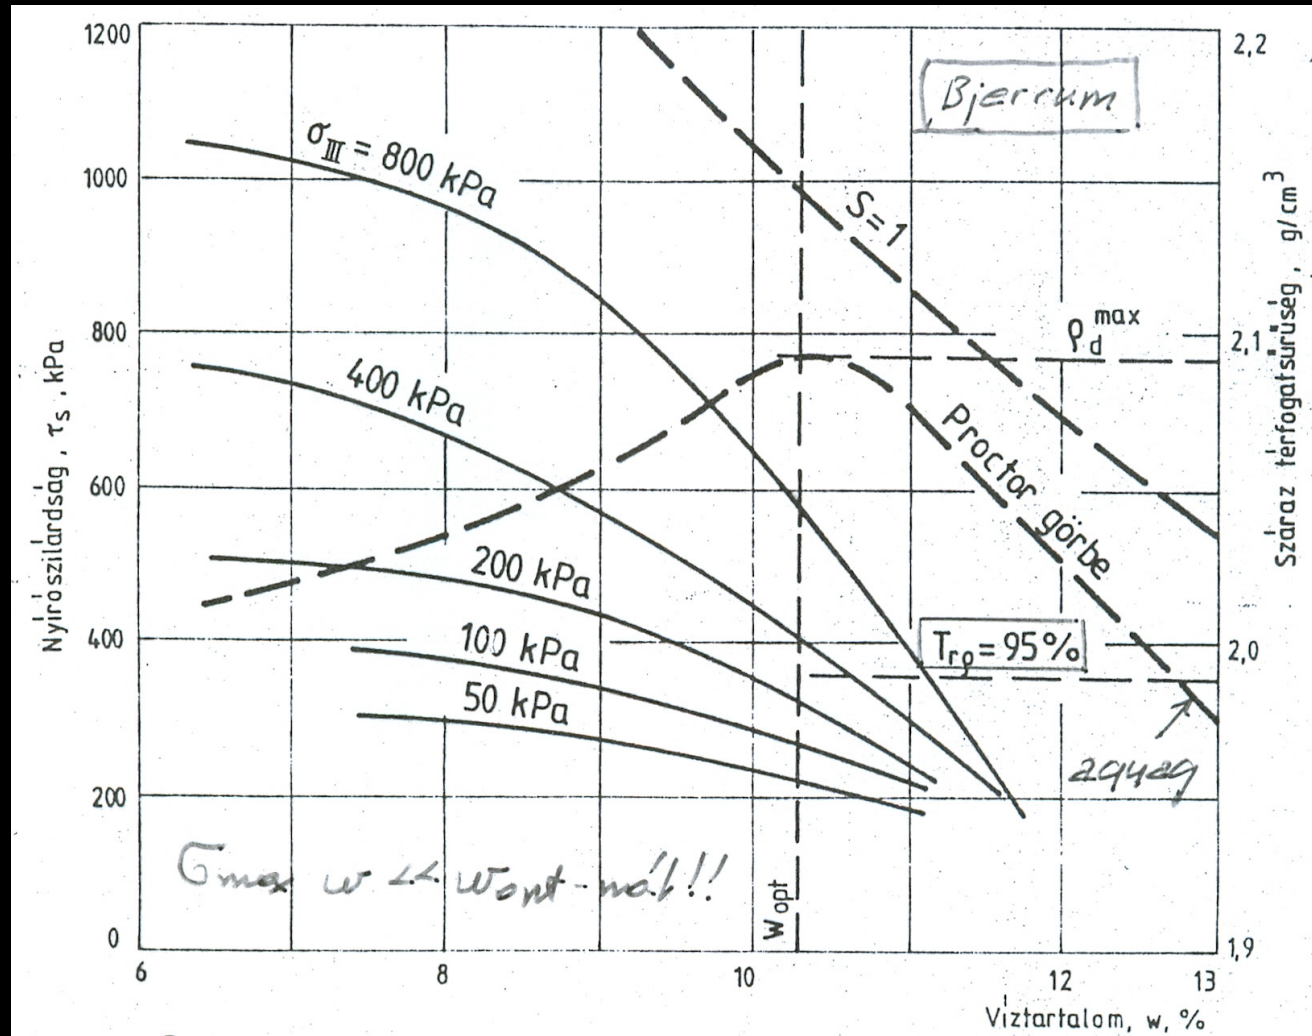 1200
1000
800
600
400
200
0
Nyírószilárdság, τs, kPa
σIII = 800 kPa
400 kPa
200 kPa
100 kPa
50 kPa
Bjerrum
S=1
ρd max
Proctor görbe
Trρ = 95%
agyag
wopt
σmax w << wopt-nál!!
2,2
2,1
2,0
1,9
Száraz térfogatsűrűség, g/cm³
6 8 10 12 13
Víztartalom, w, %